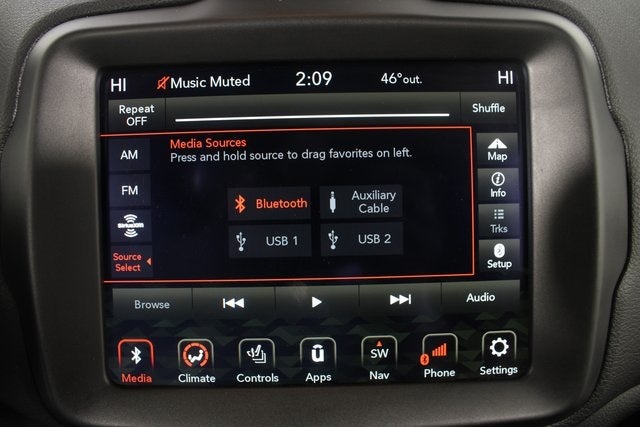 HI Music Muted 2:09 46°out. HI
Repeat
OFF
Shuffle
Media Sources
Press and hold source to drag favorites on left.
AM
FM
SiriusXM
Source
Select
Bluetooth
Auxiliary
Cable
USB 1
USB 2
Map
Info
Trks
Setup
Browse
Audio
Media
Climate
Controls
Apps
SW
Nav
Phone
Settings